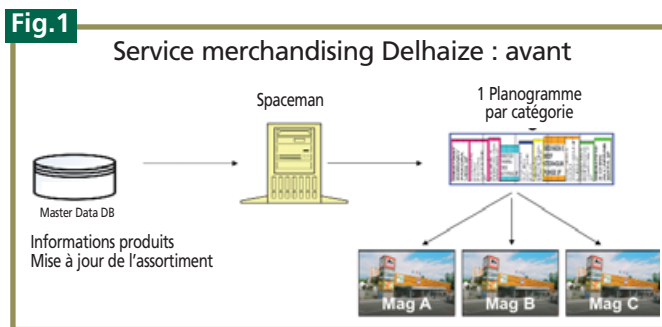 Fig.1
Service merchandising Delhaize : avant
Spaceman
1 Planogramme
par catégorie
Master Data DB
Informations produits
Mise à jour de l'assortiment
Mag A
Mag B
Mag C